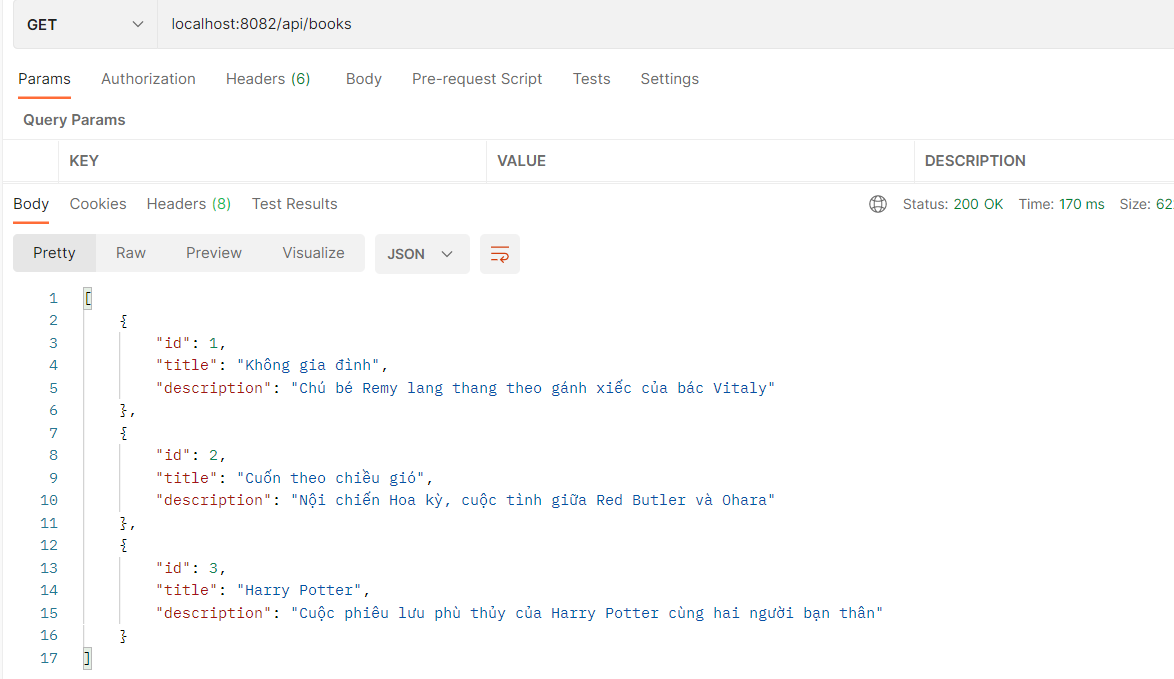 GET localhost:8082/api/books
Params Authorization Headers (6) Body Pre-request Script Tests Settings
Query Params
KEY VALUE DESCRIPTION
Body Cookies Headers (8) Test Results Status: 200 OK Time: 170 ms Size: 62
Pretty Raw Preview Visualize JSON
1 [
2 {
3 "id": 1,
4 "title": "Không gia đình",
5 "description": "Chú bé Remy lang thang theo gánh xiếc của bác Vitaly"
6 },
7 {
8 "id": 2,
9 "title": "Cuốn theo chiều gió",
10 "description": "Nội chiến Hoa kỳ, cuộc tình giữa Red Butler và Ohara"
11 },
12 {
13 "id": 3,
14 "title": "Harry Potter",
15 "description": "Cuộc phiêu lưu phù thủy của Harry Potter cùng hai người bạn thân"
16 }
17 ]